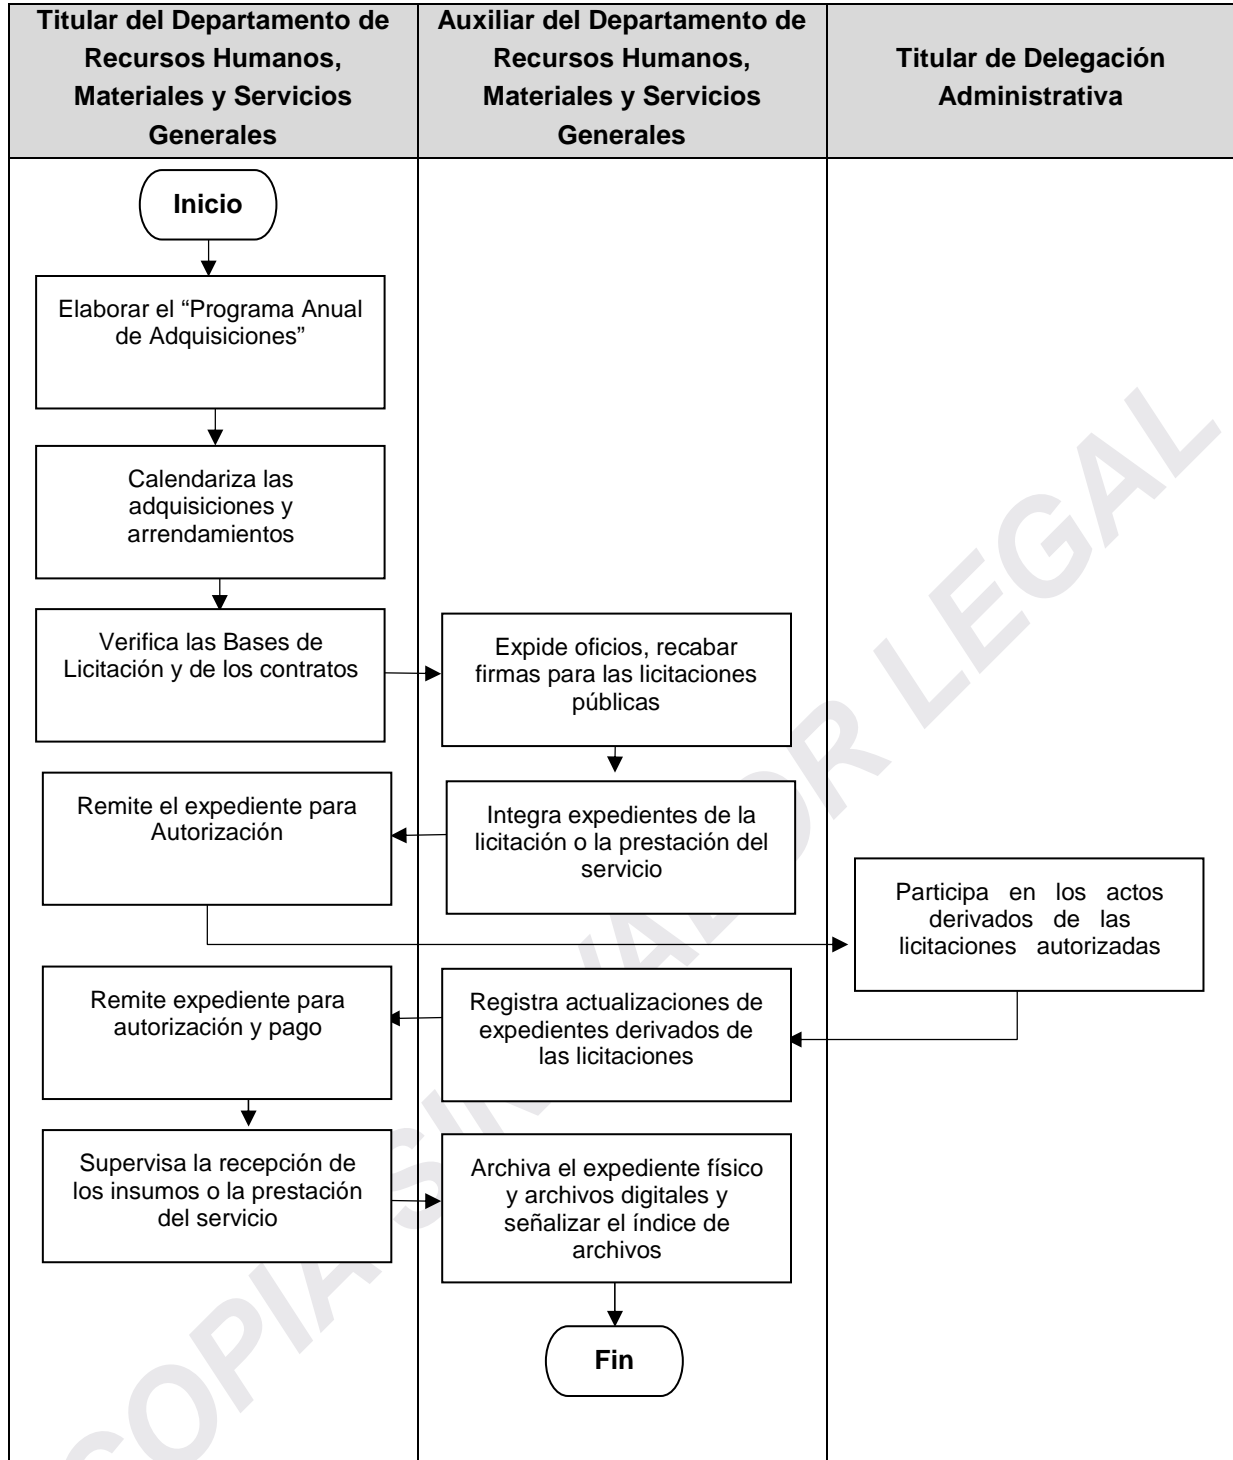 Titular del Departamento de
Recursos Humanos,
Materiales y Servicios
Generales
Auxiliar del Departamento de
Recursos Humanos,
Materiales y Servicios
Generales
Titular de Delegación
Administrativa
Inicio
Elaborar el “Programa Anual
de Adquisiciones”
Calendariza las
adquisiciones y
arrendamientos
Verifica las Bases de
Licitación y de los contratos
Expide oficios, recabar
firmas para las licitaciones
públicas
Integra expedientes de la
licitación o la prestación del
servicio
Remite el expediente para
Autorización
Participa en los actos
derivados de las
licitaciones autorizadas
Registra actualizaciones de
expedientes derivados de
las licitaciones
Remite expediente para
autorización y pago
Supervisa la recepción de
los insumos o la prestación
del servicio
Archiva el expediente físico
y archivos digitales y
señalizar el índice de
archivos
Fin
COPIA SIN VALOR LEGAL